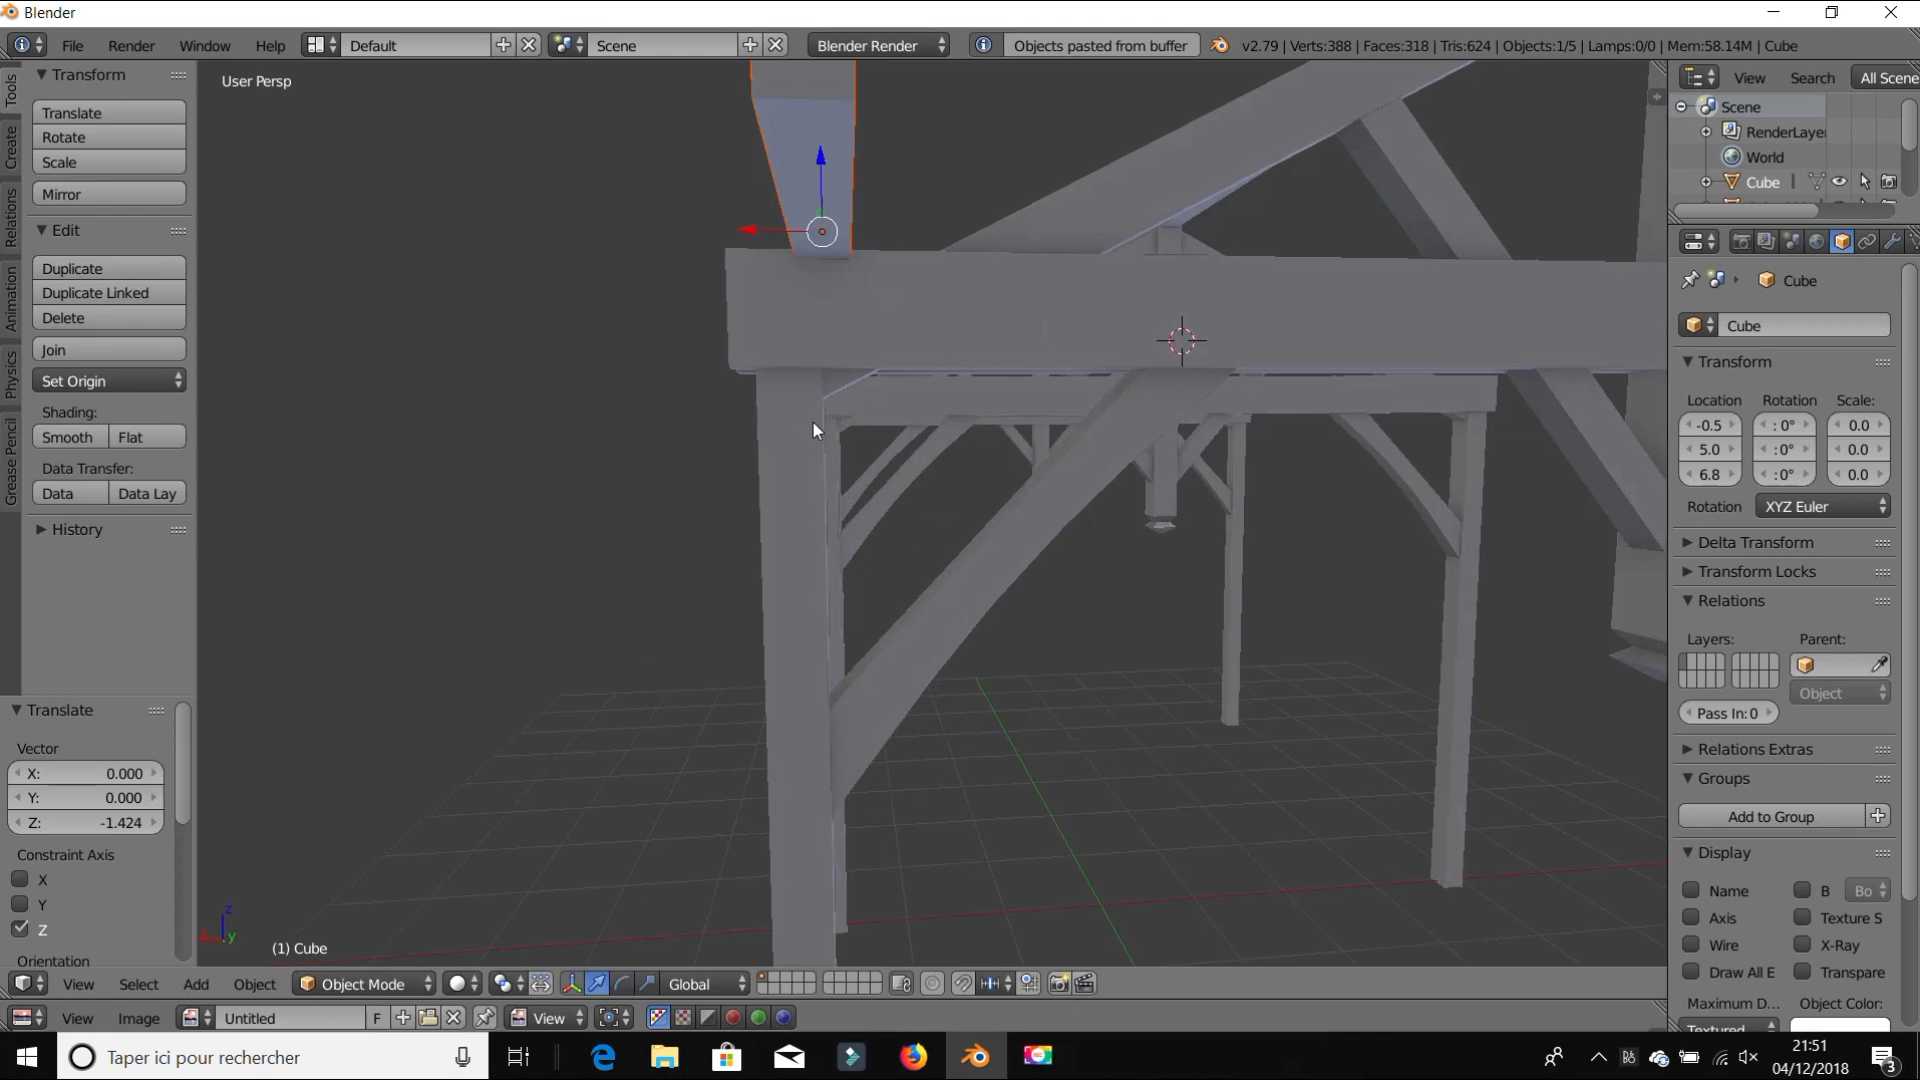 Blender
File Render Window Help Default Scene Blender Render Objects pasted from buffer v2.79 | Verts:388 | Faces:318 | Tris:624 | Objects:1/5 | Lamps:0/0 | Mem:58.14M | Cube
Tools
Create
Relations
Animation
Physics
Grease Pencil
Transform
Translate
Rotate
Scale
Mirror
Edit
Duplicate
Duplicate Linked
Delete
Join
Set Origin
Shading:
Smooth Flat
Data Transfer:
Data Data Lay
History
Translate
Vector
X: 0.000
Y: 0.000
Z: -1.424
Constraint Axis
X
Y
Z
Orientation
User Persp
z
x y
(1) Cube
View Search All Scene
Scene
RenderLayer
World
Cube
Cube
Cube
Transform
Location Rotation Scale:
-0.5 : 0° 0.0
5.0 :0° 0.0
6.8 :0° 0.0
Rotation XYZ Euler
Delta Transform
Transform Locks
Relations
Layers: Parent:
Object
Pass In: 0
Relations Extras
Groups
Add to Group
Display
Name B Bo
Axis Texture S
Wire X-Ray
Draw All E Transpare
Maximum D... Object Color:
Textured
View Select Add Object Object Mode Global
View Image Untitled F View
Taper ici pour rechercher
21:51
04/12/2018
3